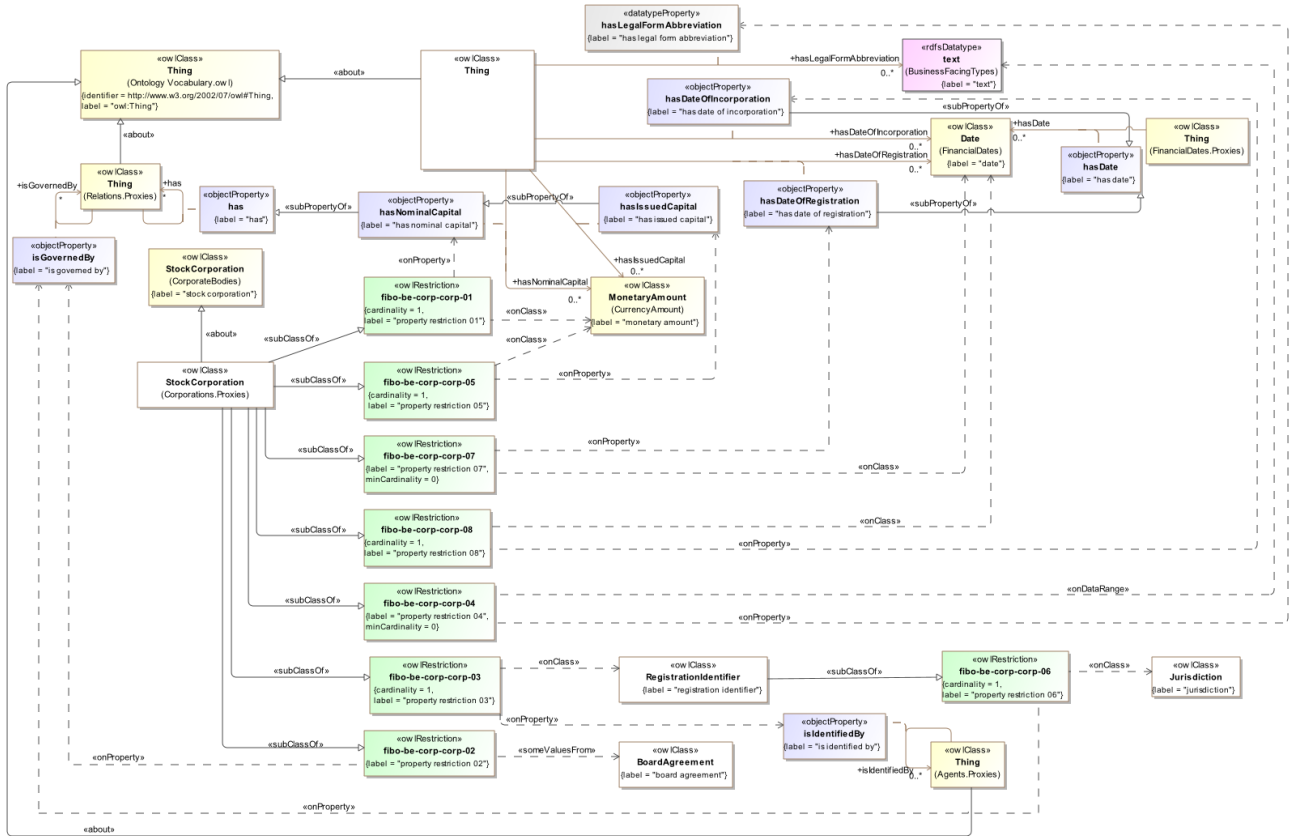 «datatypeProperty»
hasLegalFormAbbreviation
{label = "has legal form abbreviation"}
«owlClass»
Thing
(Ontology Vocabulary.owl)
{identifier = http://www.w3.org/2002/07/owl#Thing,
label = "owl:Thing"}
«about»
«owlClass»
Thing
+hasLegalFormAbbreviation
0..*
«rdfsDatatype»
text
(BusinessFacingTypes)
{label = "text"}
«objectProperty»
hasDateOfIncorporation
{label = "has date of incorporation"}
«subPropertyOf»
+hasDateOfIncorporation
0..*
+hasDateOfRegistration
0..*
«owlClass»
Date
(FinancialDates)
{label = "date"}
+hasDate
0..*
«owlClass»
Thing
(FinancialDates.Proxies)
«objectProperty»
hasDate
{label = "has date"}
«about»
«owlClass»
Thing
(Relations.Proxies)
+isGovernedBy
*
+has
*
«objectProperty»
has
{label = "has"}
«subPropertyOf»
«objectProperty»
hasNominalCapital
{label = "has nominal capital"}
«subPropertyOf»
«objectProperty»
hasIssuedCapital
{label = "has issued capital"}
«objectProperty»
hasDateOfRegistration
{label = "has date of registration"}
«subPropertyOf»
«objectProperty»
isGovernedBy
{label = "is governed by"}
«owlClass»
StockCorporation
(CorporateBodies)
{label = "stock corporation"}
«onProperty»
+hasIssuedCapital
0..*
+hasNominalCapital
0..*
«owlClass»
MonetaryAmount
(CurrencyAmount)
{label = "monetary amount"}
«owlRestriction»
fibo-be-corp-corp-01
{cardinality = 1,
label = "property restriction 01"}
«onClass»
«about»
«subClassOf»
«onClass»
«owlClass»
StockCorporation
(Corporations.Proxies)
«subClassOf»
«owlRestriction»
fibo-be-corp-corp-05
{cardinality = 1,
label = "property restriction 05"}
«onProperty»
«subClassOf»
«owlRestriction»
fibo-be-corp-corp-07
{label = "property restriction 07",
minCardinality = 0}
«onProperty»
«onClass»
«subClassOf»
«owlRestriction»
fibo-be-corp-corp-08
{cardinality = 1,
label = "property restriction 08"}
«onClass»
«onProperty»
«subClassOf»
«owlRestriction»
fibo-be-corp-corp-04
{label = "property restriction 04",
minCardinality = 0}
«onDataRange»
«onProperty»
«subClassOf»
«owlRestriction»
fibo-be-corp-corp-03
{cardinality = 1,
label = "property restriction 03"}
«onClass»
«owlClass»
RegistrationIdentifier
{label = "registration identifier"}
«subClassOf»
«owlRestriction»
fibo-be-corp-corp-06
{cardinality = 1,
label = "property restriction 06"}
«onClass»
«owlClass»
Jurisdiction
{label = "jurisdiction"}
«onProperty»
«objectProperty»
isIdentifiedBy
{label = "is identified by"}
+isIdentifiedBy
0..*
«owlClass»
Thing
(Agents.Proxies)
«subClassOf»
«owlRestriction»
fibo-be-corp-corp-02
{label = "property restriction 02"}
«someValuesFrom»
«owlClass»
BoardAgreement
{label = "board agreement"}
«onProperty»
«onProperty»
«about»